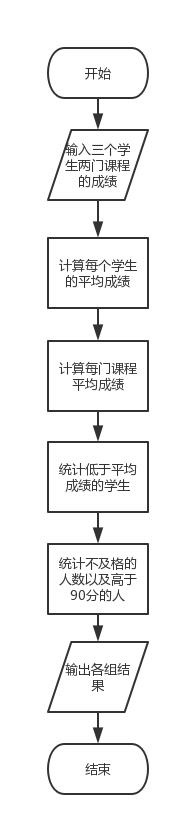 开始
输入三个学
生两门课程
的成绩
计算每个学生
的平均成绩
计算每门课程
平均成绩
统计低于平均
成绩的学生
统计不及格的
人数以及高于
90分的人
输出各组结
果
结束